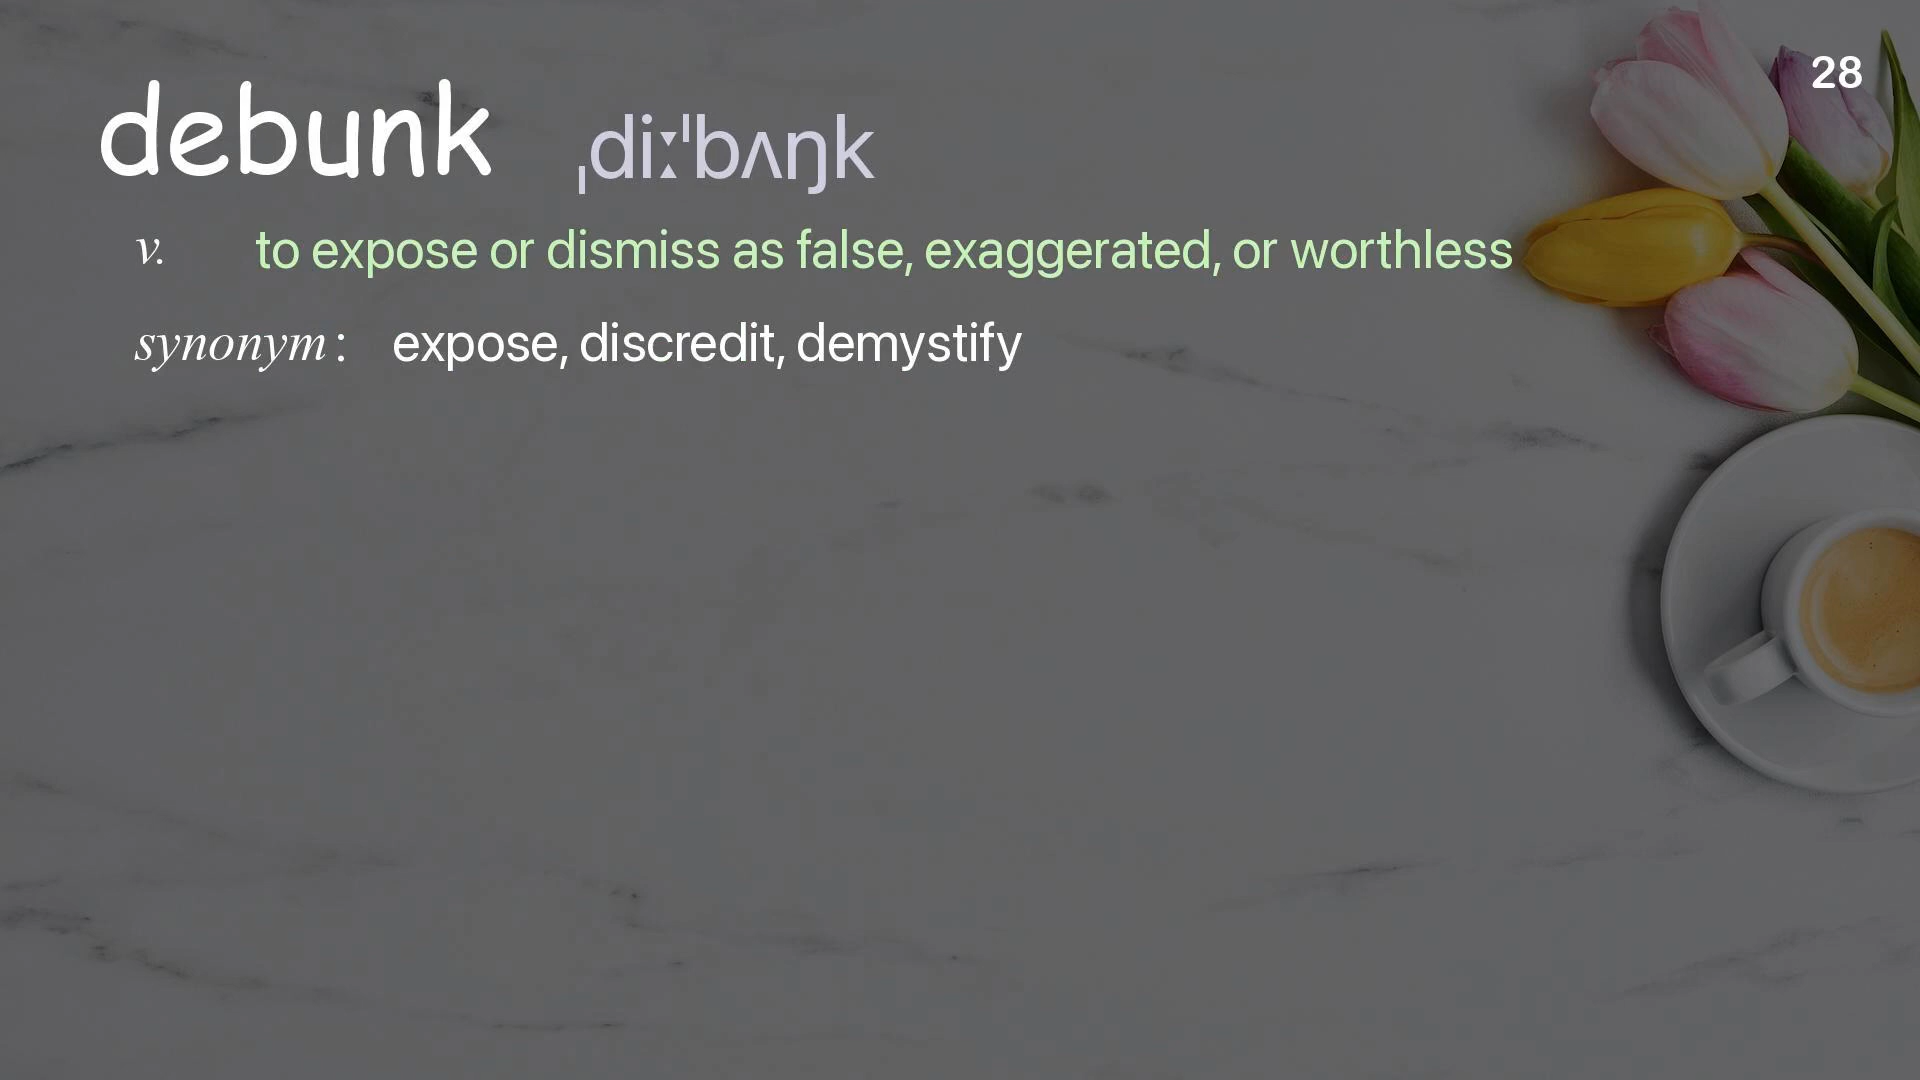 28
debunk ˌdiːˈbʌŋk
v. to expose or dismiss as false, exaggerated, or worthless
synonym : expose, discredit, demystify